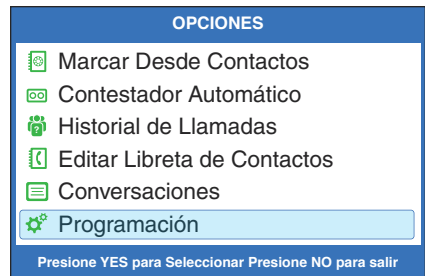 OPCIONES
Marcar Desde Contactos
Contestador Automático
Historial de Llamadas
Editar Libreta de Contactos
Conversaciones
Programación
Presione YES para Seleccionar Presione NO para salir